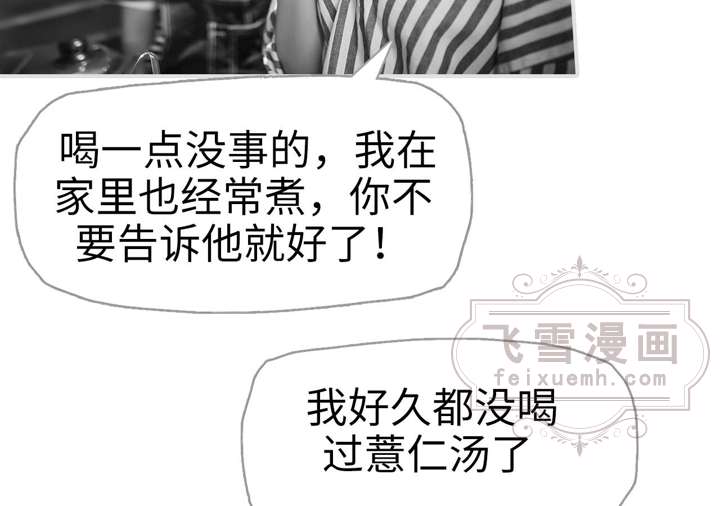 喝一点没事的，我在
家里也经常煮，你不
要告诉他就好了！
飞雪漫画
feixuemh.com
我好久都没喝
过薏仁汤了